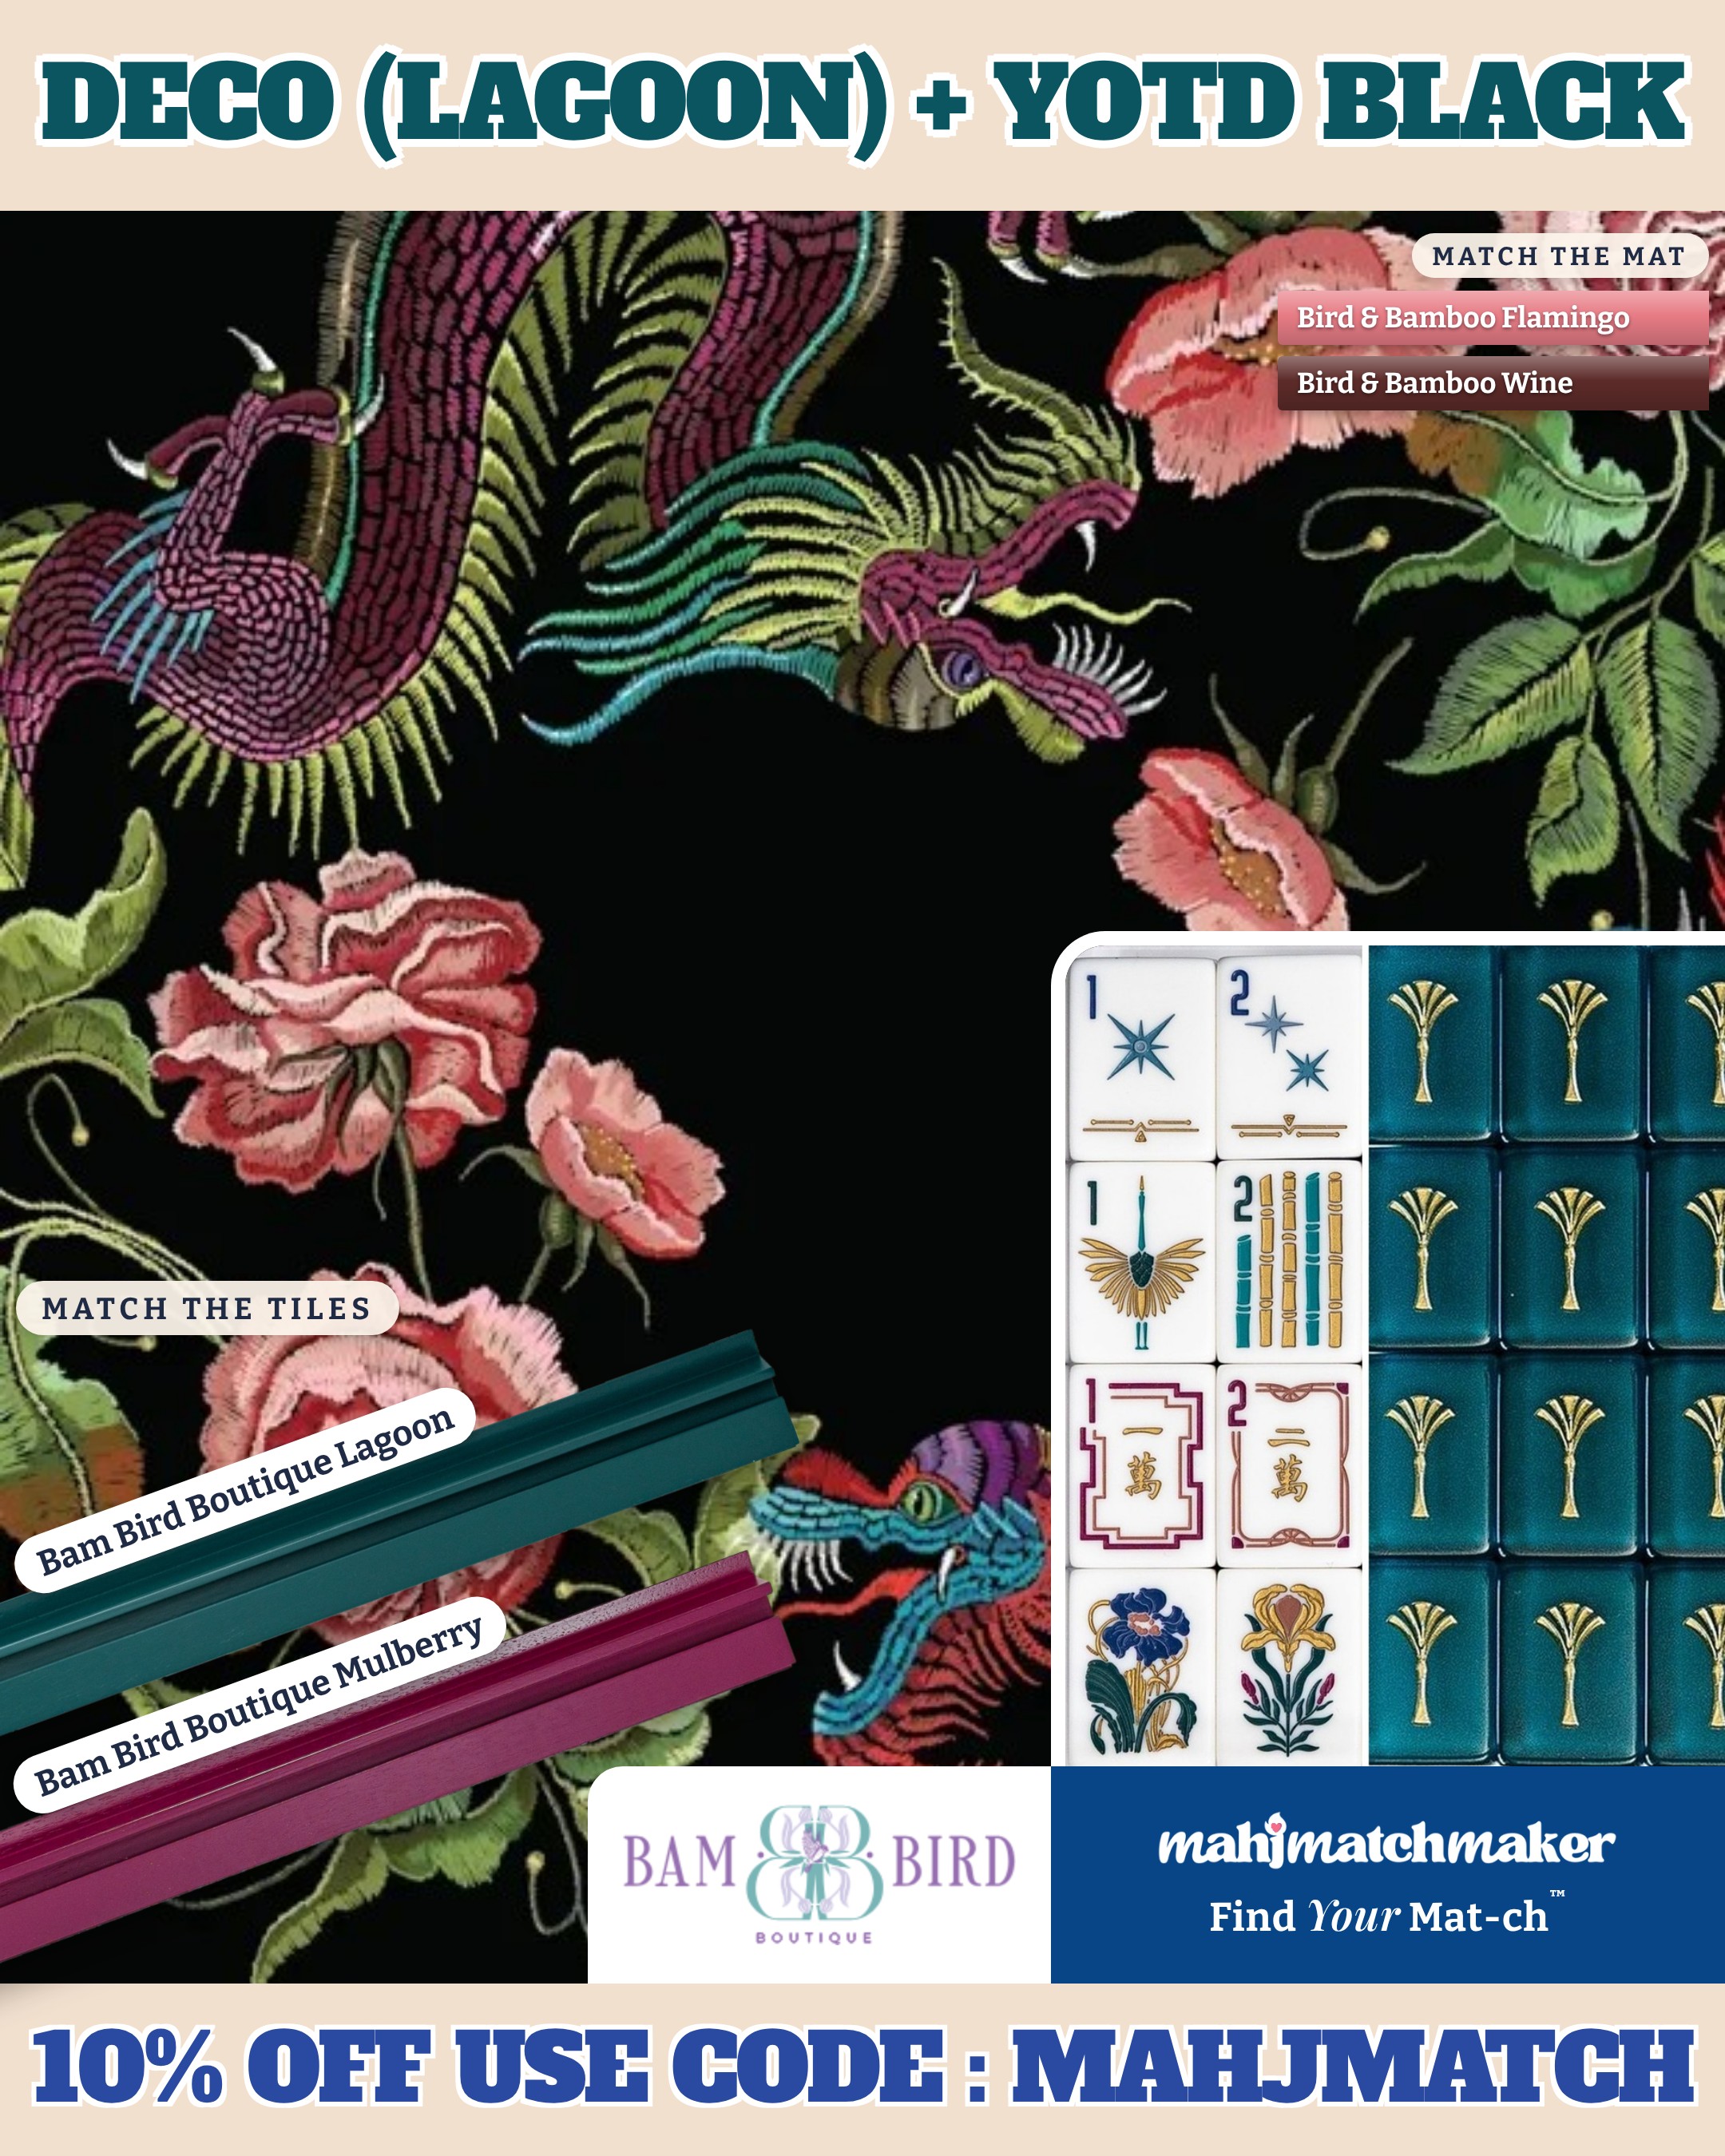 DECO (LAGOON) + YOTD BLACK
MATCH THE MAT
Bird & Bamboo Flamingo
Bird & Bamboo Wine
1
2
1
2
1
一
萬
2
二
萬
MATCH THE TILES
Bam Bird Boutique Lagoon
Bam Bird Boutique Mulberry
BAM BIRD
BOUTIQUE
mahjmatchmaker
Find Your Mat-ch™
10% OFF USE CODE : MAHJMATCH